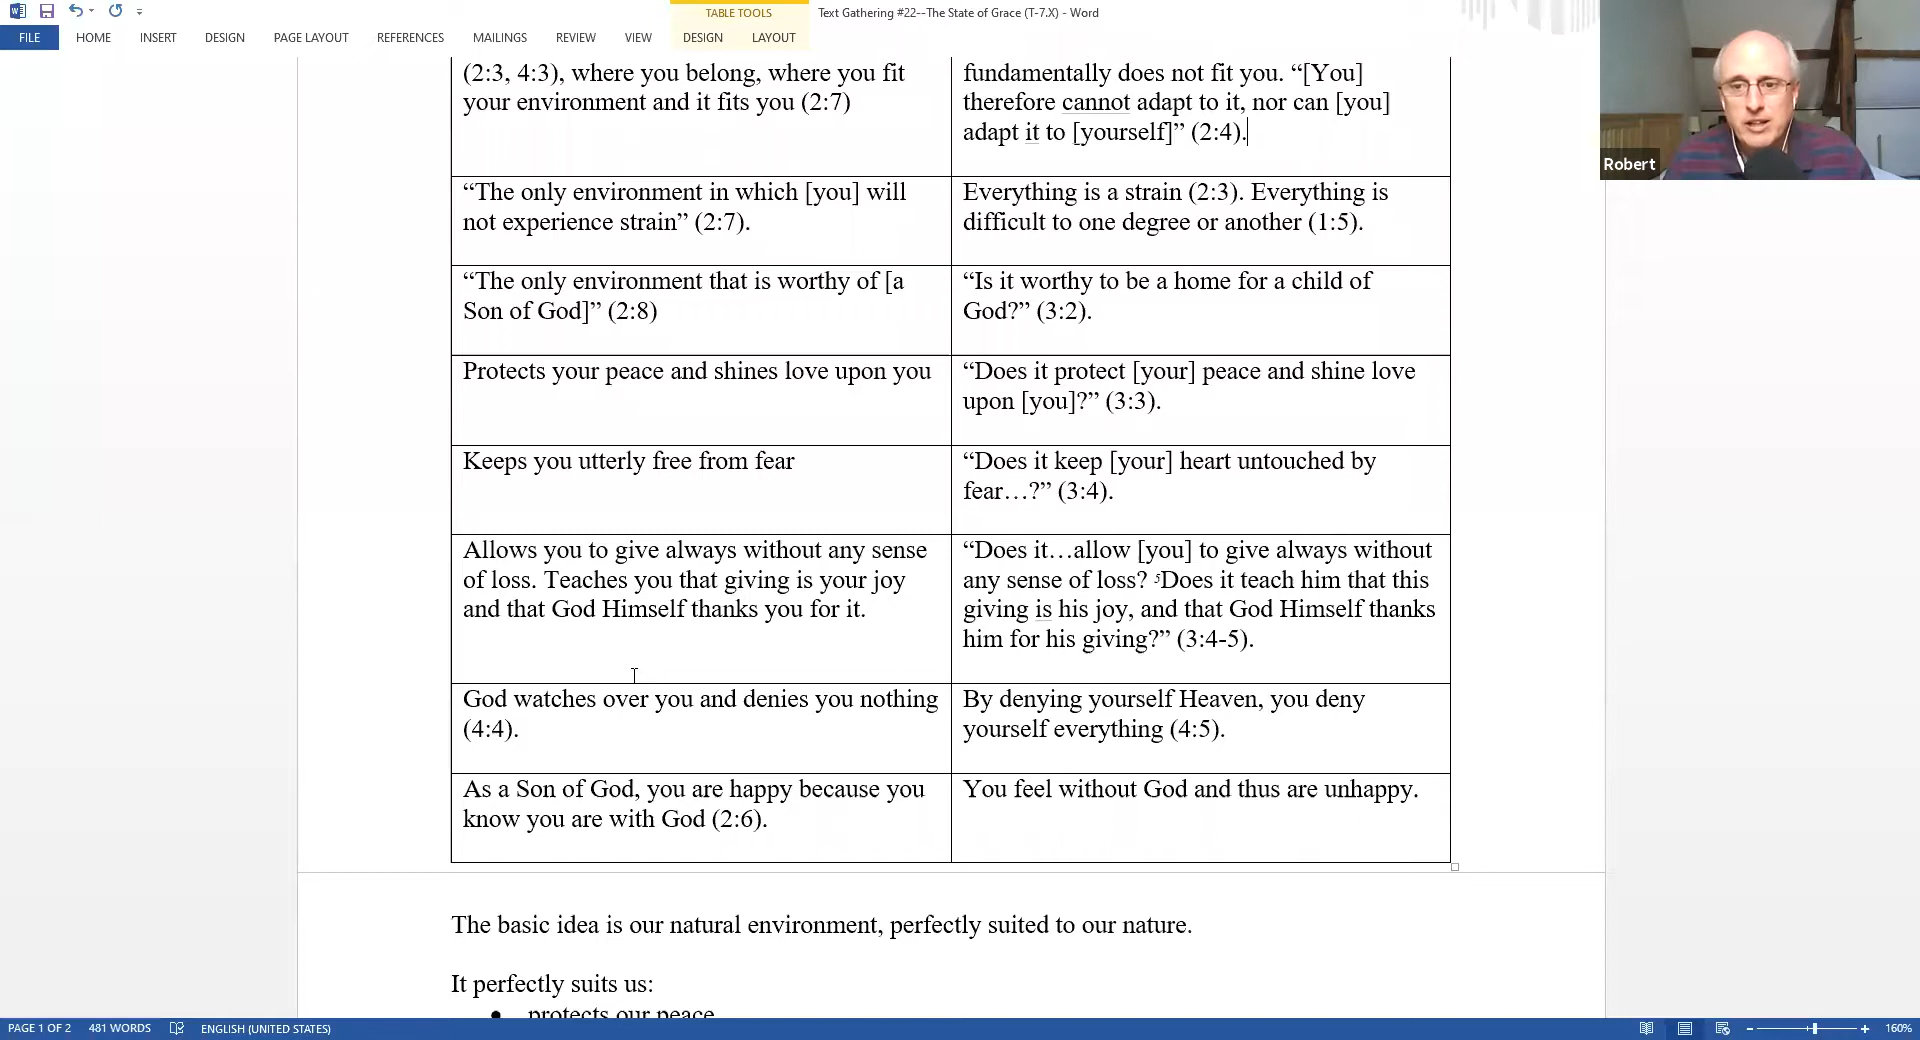 TABLE TOOLS
Text Gathering #22--The State of Grace (T-7.X) - Word
FILE
HOME
INSERT
DESIGN
PAGE LAYOUT
REFERENCES
MAILINGS
REVIEW
VIEW
DESIGN
LAYOUT
(2:3, 4:3), where you belong, where you fit
your environment and it fits you (2:7)
fundamentally does not fit you. “[You]
therefore cannot adapt to it, nor can [you]
adapt it to [yourself]” (2:4).
Robert
“The only environment in which [you] will
not experience strain” (2:7).
Everything is a strain (2:3). Everything is
difficult to one degree or another (1:5).
“The only environment that is worthy of [a
Son of God]” (2:8)
“Is it worthy to be a home for a child of
God?” (3:2).
Protects your peace and shines love upon you
“Does it protect [your] peace and shine love
upon [you]?” (3:3).
Keeps you utterly free from fear
“Does it keep [your] heart untouched by
fear…?” (3:4).
Allows you to give always without any sense
of loss. Teaches you that giving is your joy
and that God Himself thanks you for it.
“Does it…allow [you] to give always without
any sense of loss? ⁵Does it teach him that this
giving is his joy, and that God Himself thanks
him for his giving?” (3:4-5).
God watches over you and denies you nothing
(4:4).
By denying yourself Heaven, you deny
yourself everything (4:5).
As a Son of God, you are happy because you
know you are with God (2:6).
You feel without God and thus are unhappy.
The basic idea is our natural environment, perfectly suited to our nature.
It perfectly suits us:
• protects our peace
PAGE 1 OF 2
481 WORDS
ENGLISH (UNITED STATES)
160%